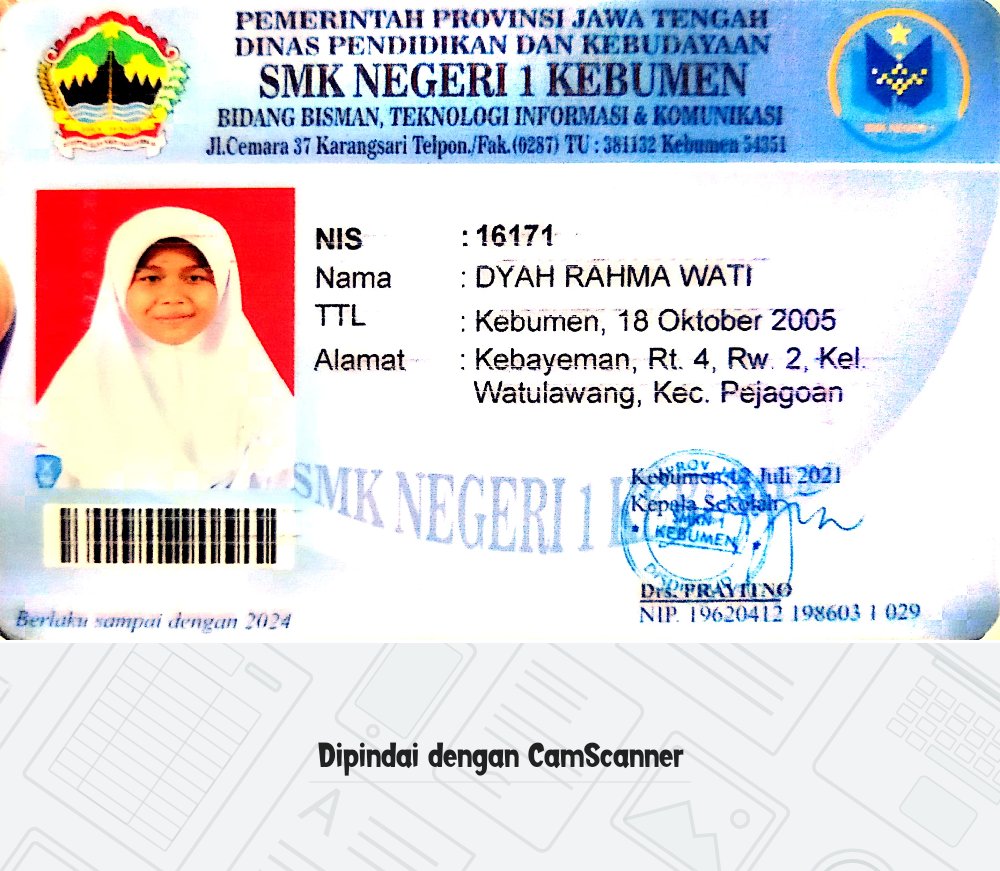 PEMERINTAH PROVINSI JAWA TENGAH
DINAS PENDIDIKAN DAN KEBUDAYAAN
SMK NEGERI 1 KEBUMEN
BIDANG BISMAN, TEKNOLOGI INFORMASI & KOMUNIKASI
Jl.Cemara 37 Karangsari Telpon./Fak.(0287) TU : 381132 Kebumen 54351
NIS : 16171
Nama : DYAH RAHMA WATI
TTL : Kebumen, 18 Oktober 2005
Alamat : Kebayeman, Rt. 4, Rw. 2, Kel.
Watulawang, Kec. Pejagoan
SMK NEGERI 1
Kebumen, 12 Juli 2021
Kepala Sekolah
KEBUMEN
Drs. PRAYITNO
NIP. 19620412 198603 1 029
Berlaku sampai dengan 2024
Dipindai dengan CamScanner